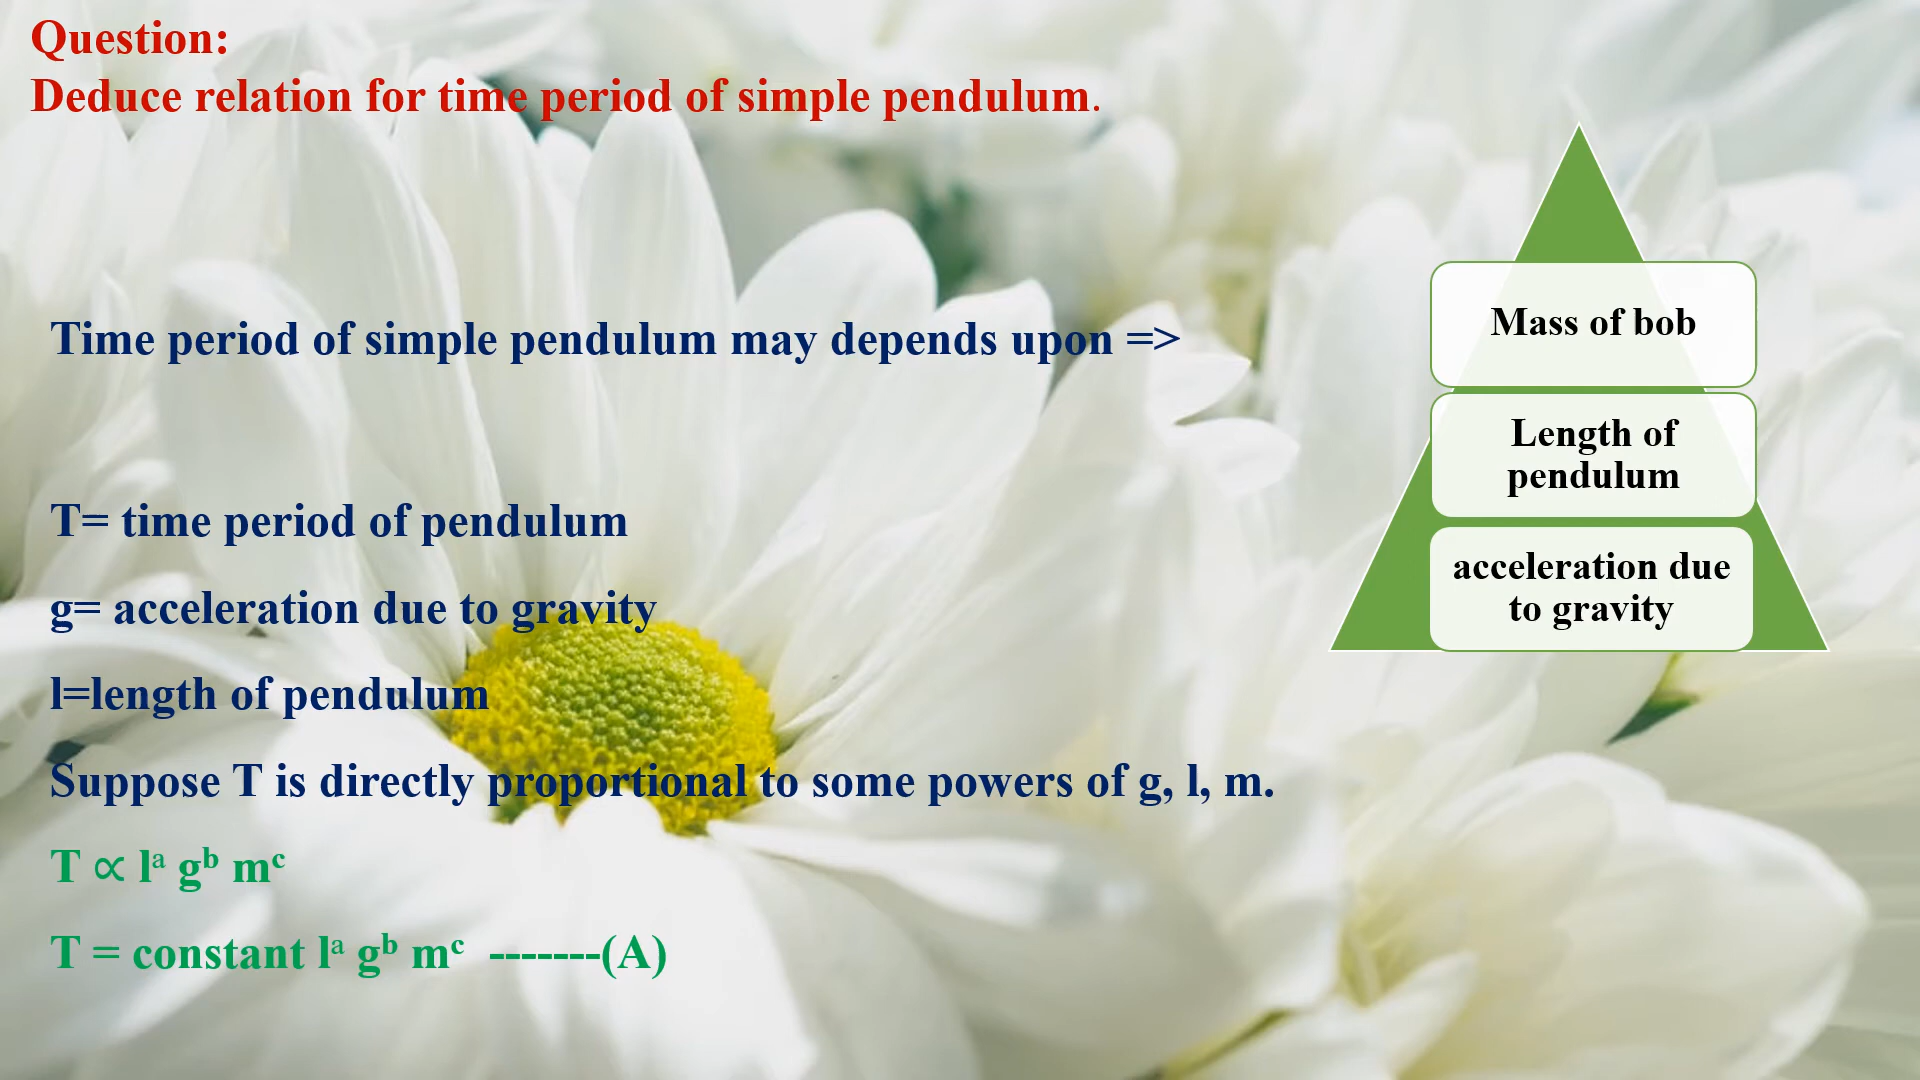 Question:
Deduce relation for time period of simple pendulum.
Time period of simple pendulum may depends upon =>
Mass of bob
Length of
pendulum
acceleration due
to gravity
T= time period of pendulum
g= acceleration due to gravity
l=length of pendulum
Suppose T is directly proportional to some powers of g, l, m.
T ∝ lᵃ gᵇ mᶜ
T = constant lᵃ gᵇ mᶜ -------(A)